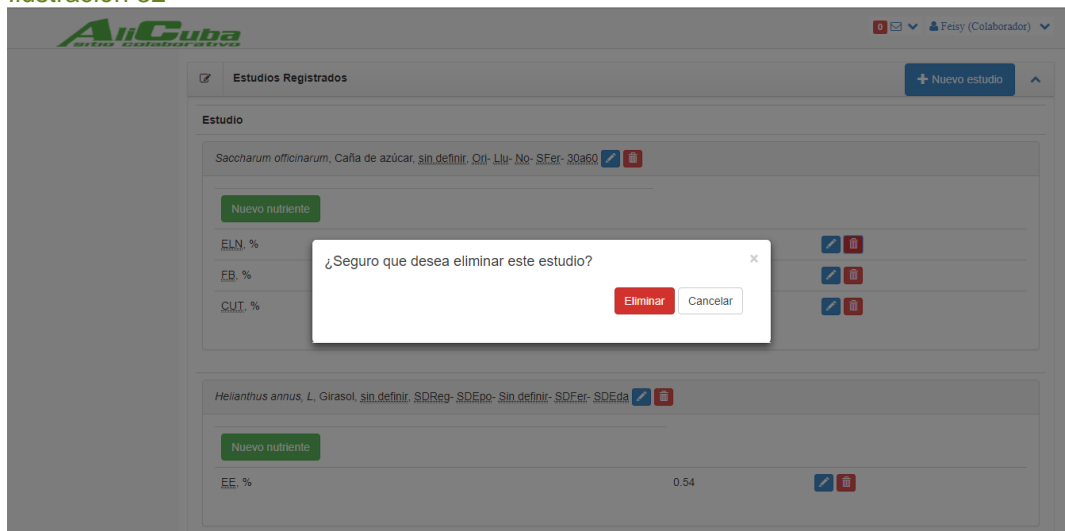 AliCuba
sitio colaborativo
0 Feisy (Colaborador)
Estudios Registrados
Nuevo estudio
Estudio
Saccharum officinarum, Caña de azúcar, sin definir, Ori- Llu- No- SFer- 30a60
Nuevo nutriente
ELN, %
¿Seguro que desea eliminar este estudio? ×
FB, %
Eliminar Cancelar
CUT, %
Helianthus annus, L, Girasol, sin definir, SDReg- SDEpo- Sin definir- SDFer- SDEda
Nuevo nutriente
EE, % 0.54